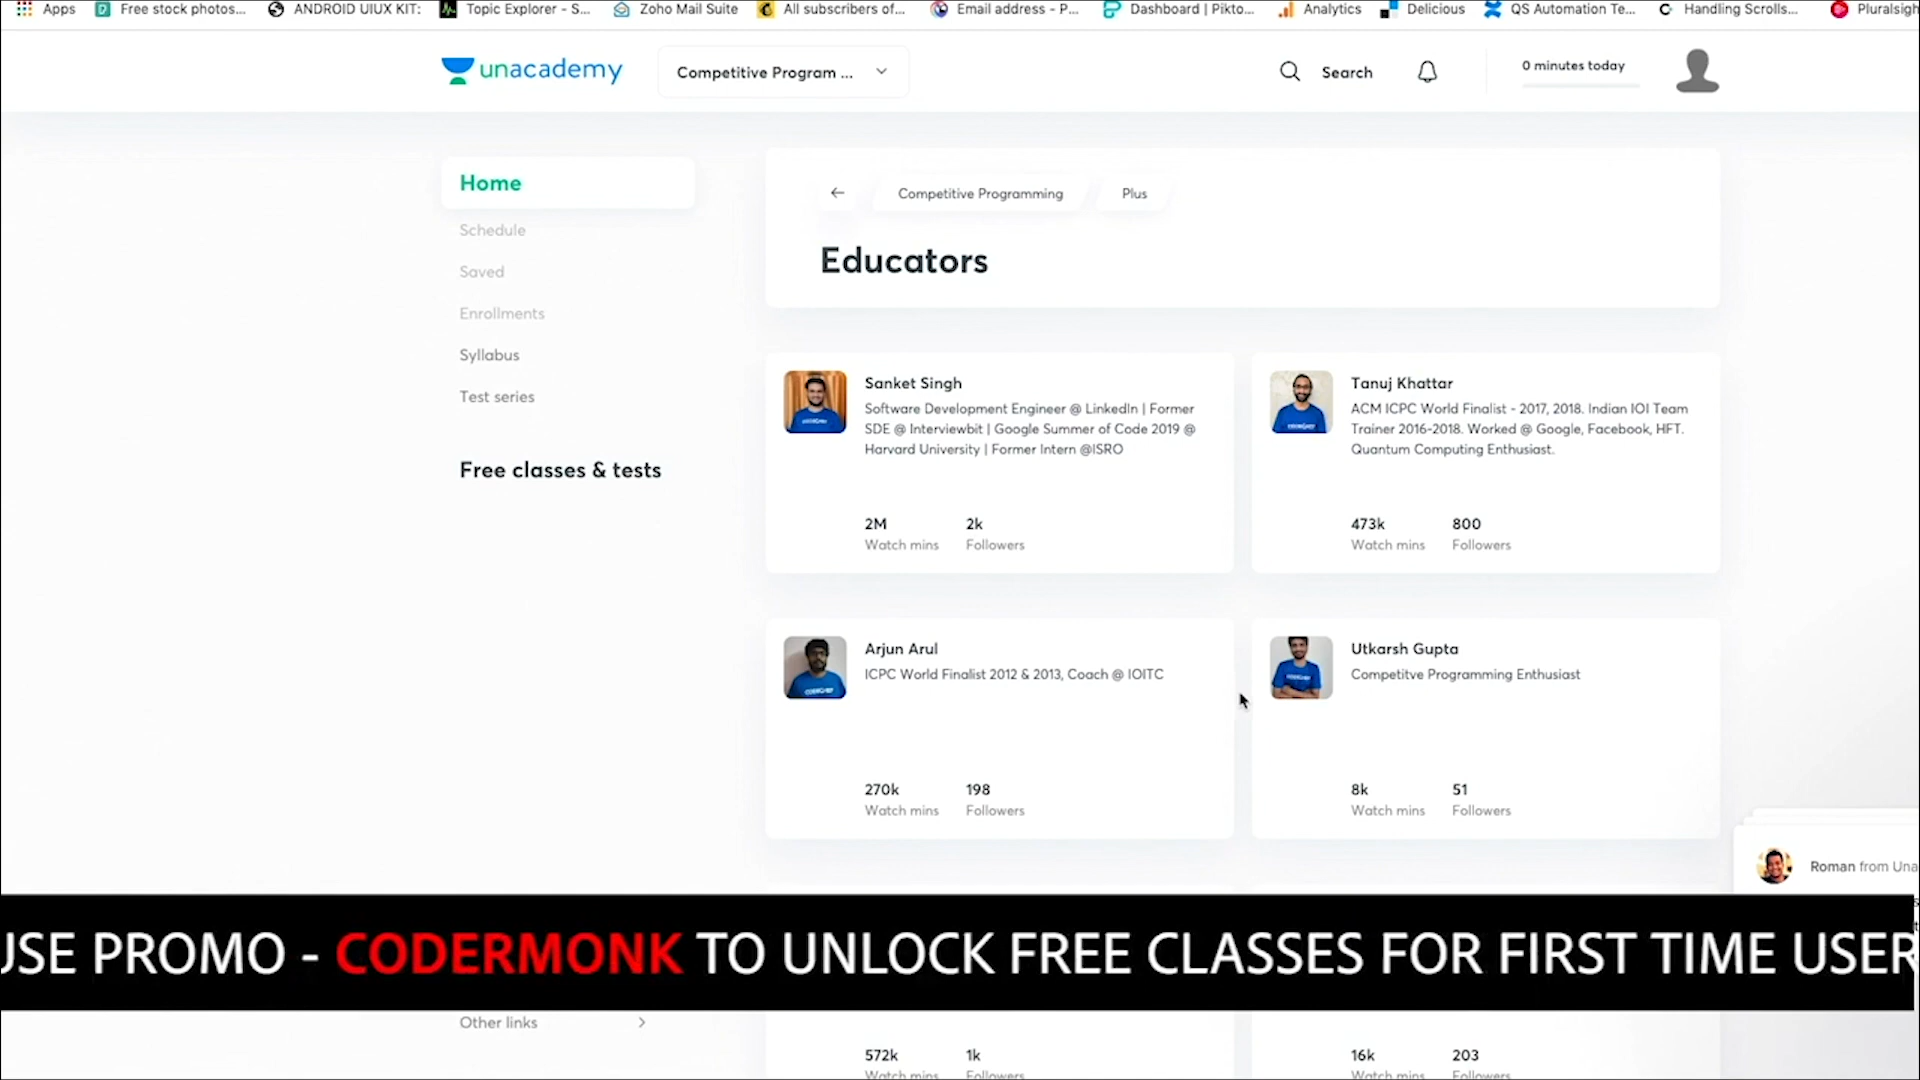 Apps Free stock photos... ANDROID UIUX KIT: Topic Explorer - S... Zoho Mail Suite All subscribers of... Email address - P... Dashboard | Pikto... Analytics Delicious QS Automation Te... Handling Scrolls... Pluralsigh
unacademy Competitive Program ... Search 0 minutes today
Home
Schedule
Saved
Enrollments
Syllabus
Test series
Free classes & tests
Competitive Programming Plus
Educators
Sanket Singh
Software Development Engineer @ LinkedIn | Former
SDE @ Interviewbit | Google Summer of Code 2019 @
Harvard University | Former Intern @ISRO
2M 2k
Watch mins Followers
Tanuj Khattar
ACM ICPC World Finalist - 2017, 2018. Indian IOI Team
Trainer 2016-2018. Worked @ Google, Facebook, HFT.
Quantum Computing Enthusiast.
473k 800
Watch mins Followers
Arjun Arul
ICPC World Finalist 2012 & 2013, Coach @ IOITC
270k 198
Watch mins Followers
Utkarsh Gupta
Competitve Programming Enthusiast
8k 51
Watch mins Followers
Roman from Una
USE PROMO - CODERMONK TO UNLOCK FREE CLASSES FOR FIRST TIME USER
Other links
572k 1k
Watch mins Followers
16k 203
Watch mins Followers